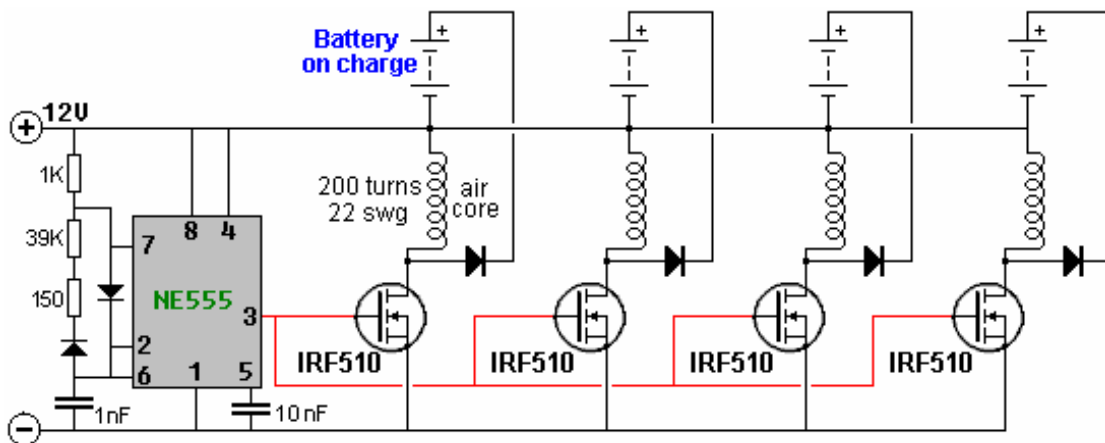 Battery
on charge
+
+
+
+
+
12V
1K
200 turns
22 swg
air
core
39K
7
8
4
150
NE555
3
2
6
1
5
IRF510
IRF510
IRF510
IRF510
1nF
10nF
−